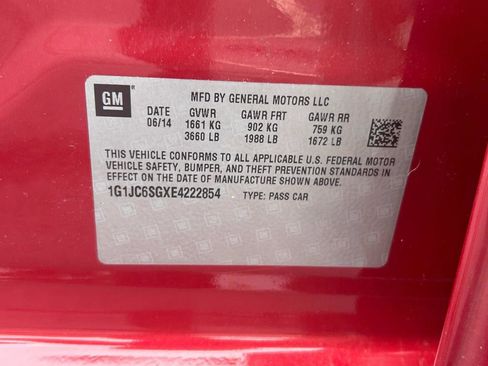 GM
MFD BY GENERAL MOTORS LLC
DATE GVWR GAWR FRT GAWR RR
06/14 1661 KG 902 KG 759 KG
3660 LB 1988 LB 1672 LB
THIS VEHICLE CONFORMS TO ALL APPLICABLE U.S. FEDERAL MOTOR
VEHICLE SAFETY, BUMPER, AND THEFT PREVENTION STANDARDS IN
EFFECT ON THE DATE OF MANUFACTURE SHOWN ABOVE.
1G1JC6SGXE4222854 TYPE: PASS CAR